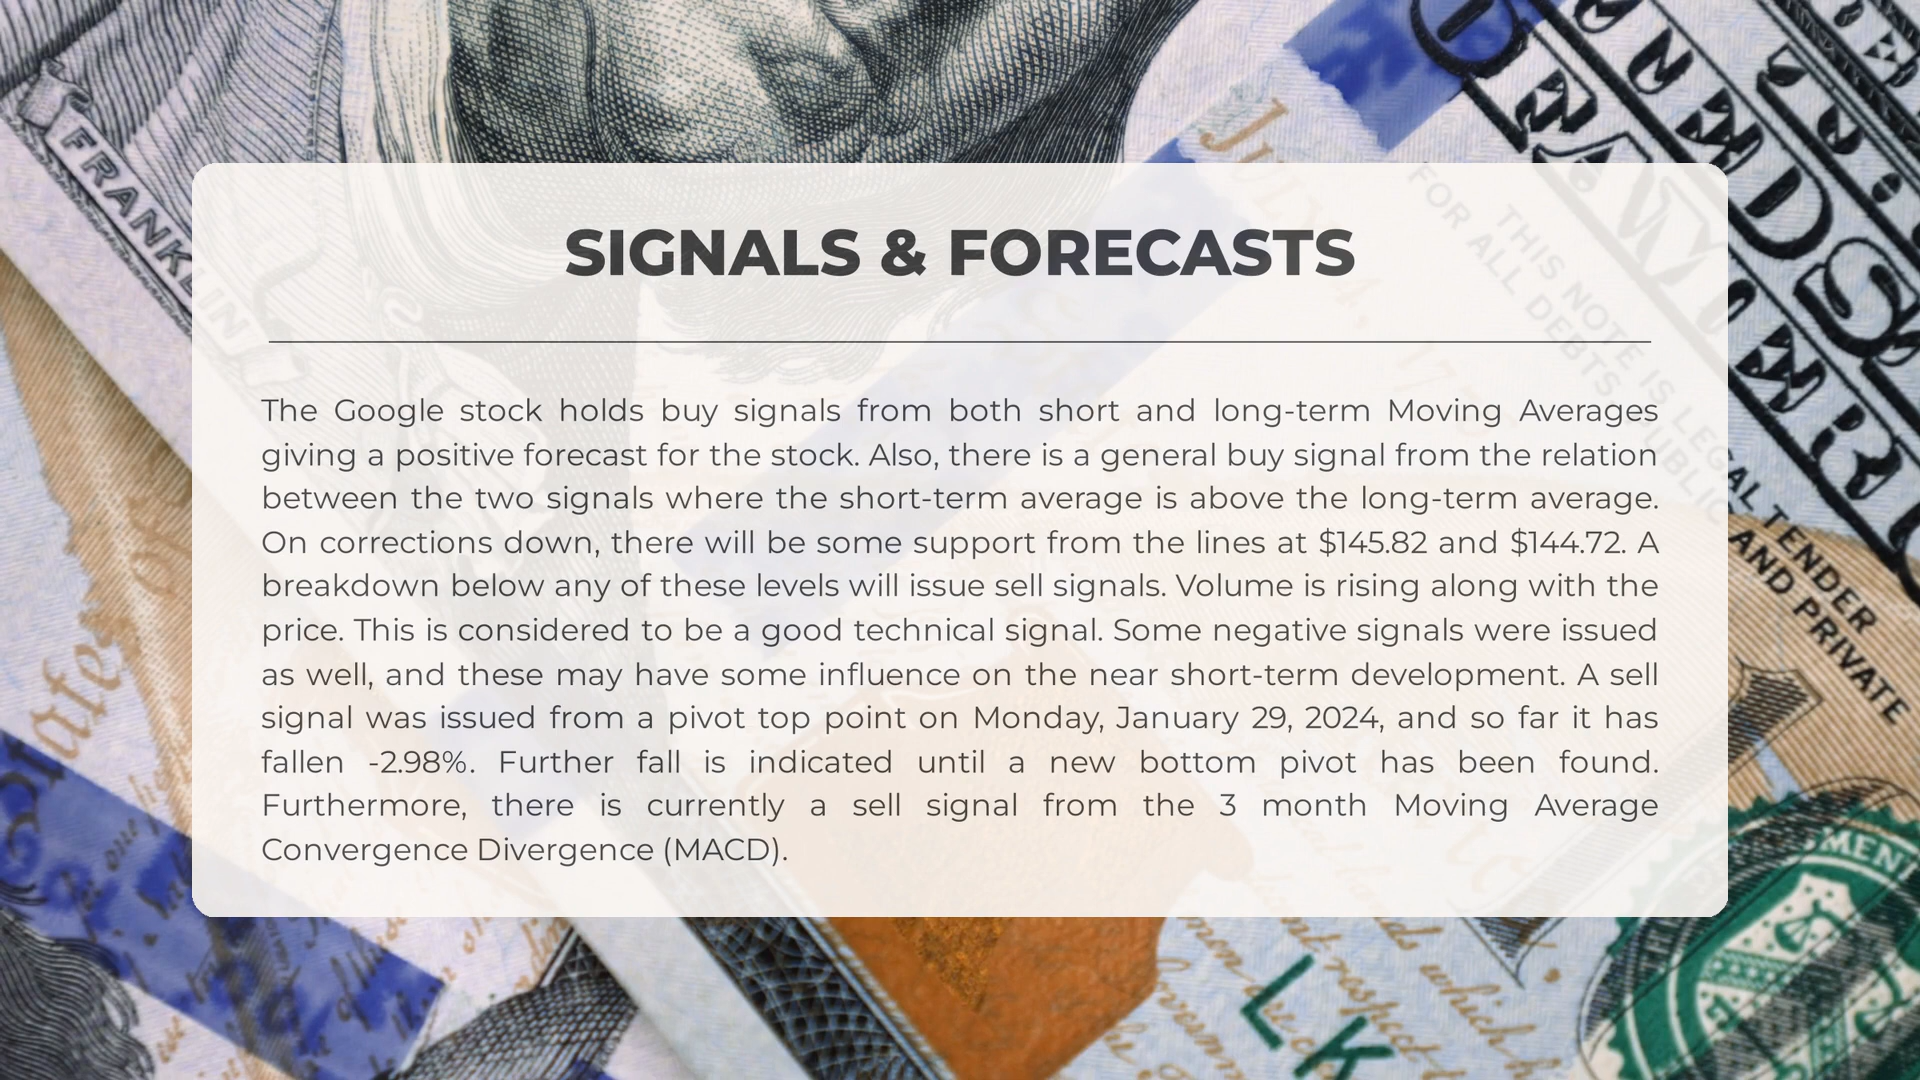 FRANKLIN
July 4, 1776
THIS NOTE IS LEGAL TENDER
FOR ALL DEBTS, PUBLIC AND PRIVATE
SIGNALS & FORECASTS
The Google stock holds buy signals from both short and long-term Moving Averages
giving a positive forecast for the stock. Also, there is a general buy signal from the relation
between the two signals where the short-term average is above the long-term average.
On corrections down, there will be some support from the lines at $145.82 and $144.72. A
breakdown below any of these levels will issue sell signals. Volume is rising along with the
price. This is considered to be a good technical signal. Some negative signals were issued
as well, and these may have some influence on the near short-term development. A sell
signal was issued from a pivot top point on Monday, January 29, 2024, and so far it has
fallen -2.98%. Further fall is indicated until a new bottom pivot has been found.
Furthermore, there is currently a sell signal from the 3 month Moving Average
Convergence Divergence (MACD).
LK